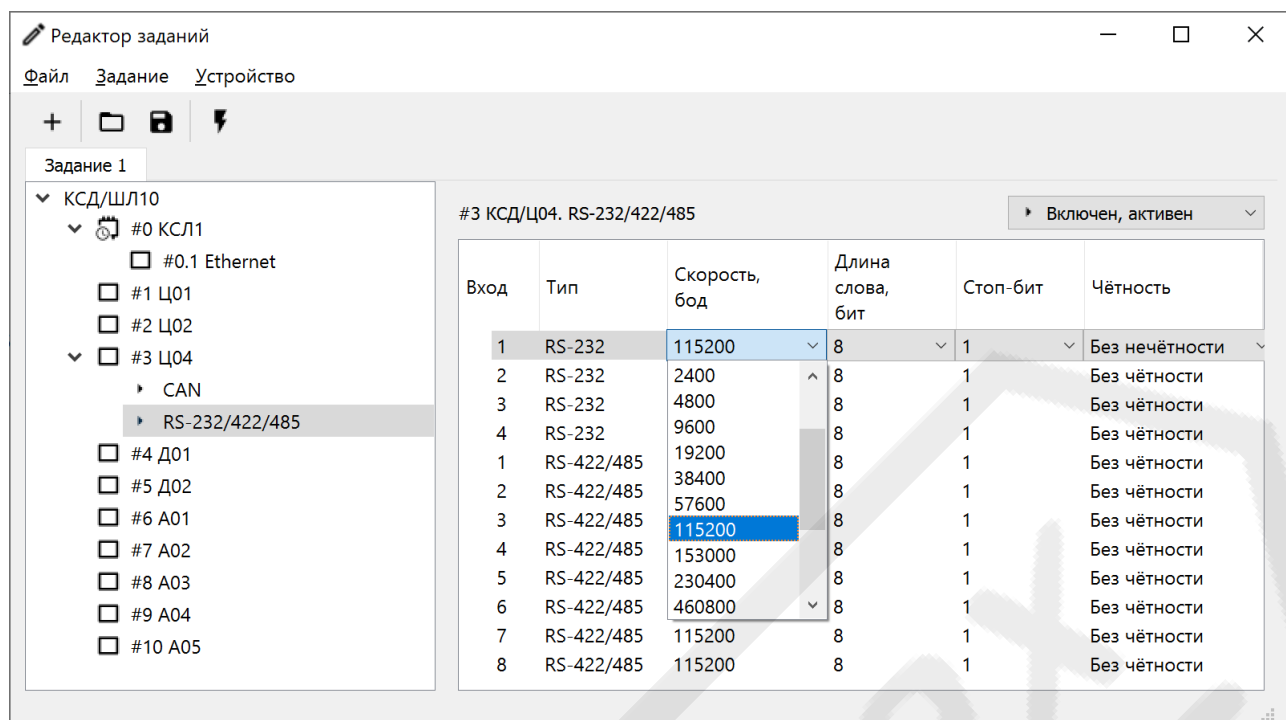 Редактор заданий
Файл Задание Устройство
Задание 1
КСД/ШЛ10
#0 КСЛ1
#0.1 Ethernet
#1 Ц01
#2 Ц02
#3 Ц04
CAN
RS-232/422/485
#4 Д01
#5 Д02
#6 А01
#7 А02
#8 А03
#9 А04
#10 А05
#3 КСД/Ц04. RS-232/422/485 Включен, активен
Вход Тип Скорость, бод Длина слова, бит Стоп-бит Чётность
1 RS-232 115200 8 1 Без нечётности
2 RS-232 2400 8 1 Без чётности
3 RS-232 4800 8 1 Без чётности
4 RS-232 9600 8 1 Без чётности
1 RS-422/485 19200 8 1 Без чётности
2 RS-422/485 38400 8 1 Без чётности
57600
3 RS-422/485 115200 8 1 Без чётности
4 RS-422/485 153000 8 1 Без чётности
5 RS-422/485 230400 8 1 Без чётности
6 RS-422/485 460800 8 1 Без чётности
7 RS-422/485 115200 8 1 Без чётности
8 RS-422/485 115200 8 1 Без чётности